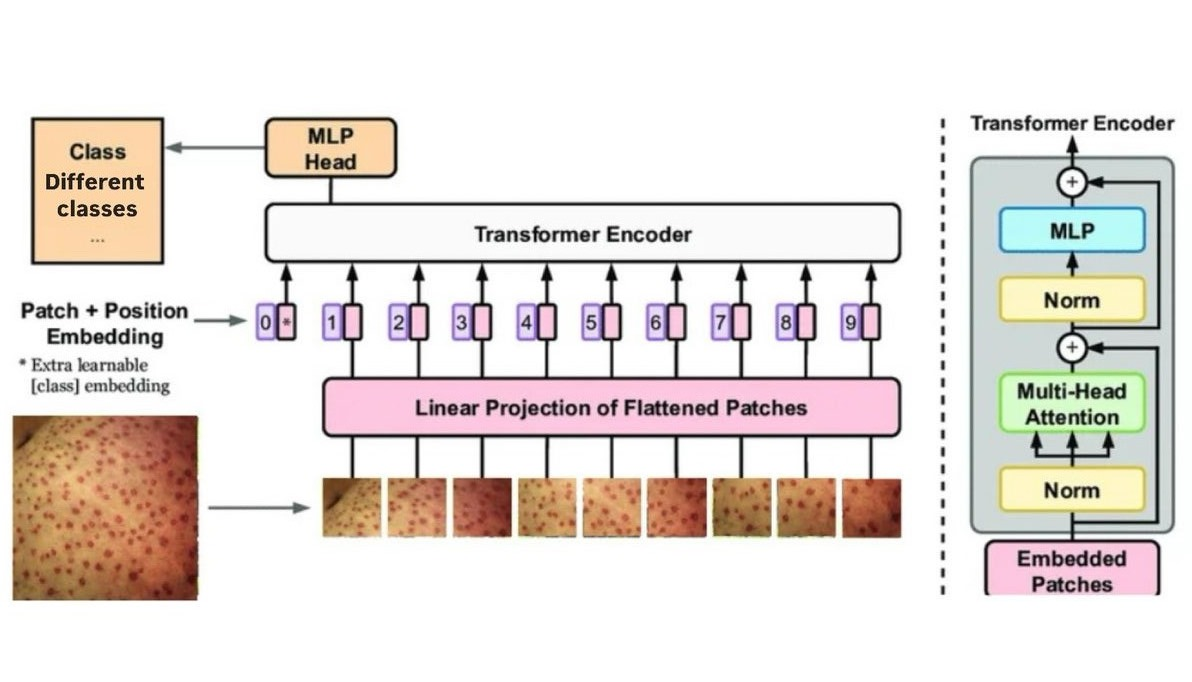 Class
Different
classes
...
MLP
Head
Transformer Encoder
Patch + Position
Embedding
* Extra learnable
[class] embedding
0 * 1 2 3 4 5 6 7 8 9
Linear Projection of Flattened Patches
Transformer Encoder
+
MLP
Norm
+
Multi-Head
Attention
Norm
Embedded
Patches